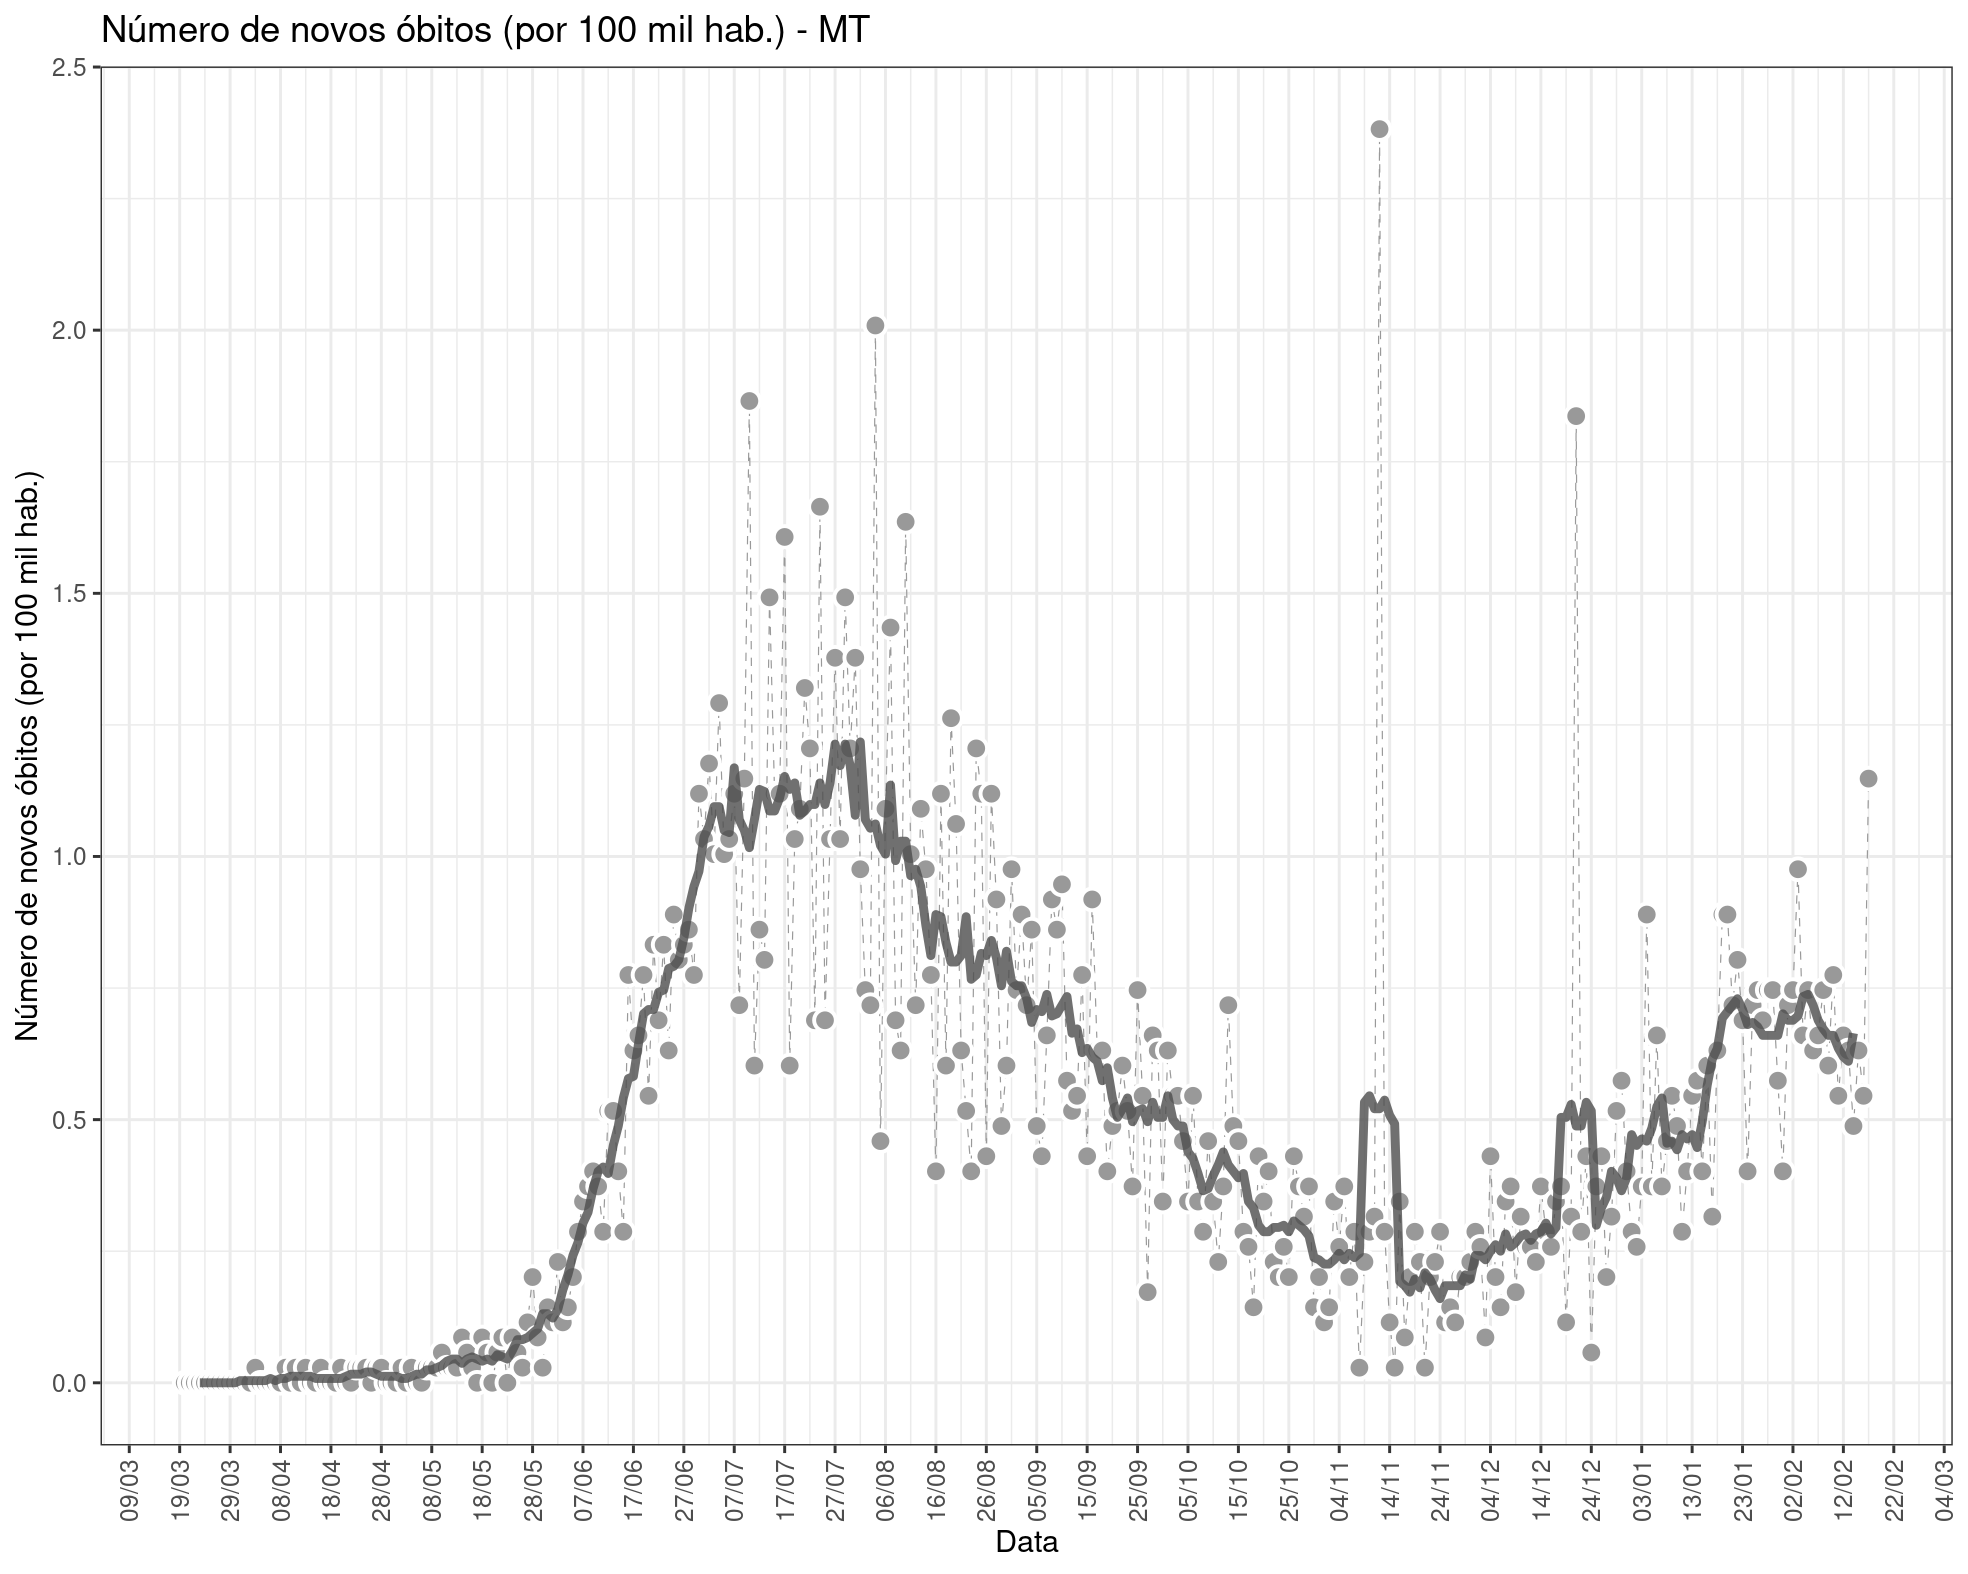 Número de novos óbitos (por 100 mil hab.) - MT
Número de novos óbitos (por 100 mil hab.)
2.5
2.0
1.5
1.0
0.5
0.0
09/03 19/03 29/03 08/04 18/04 28/04 08/05 18/05 28/05 07/06 17/06 27/06 07/07 17/07 27/07 06/08 16/08 26/08 05/09 15/09 25/09 05/10 15/10 25/10 04/11 14/11 24/11 04/12 14/12 24/12 03/01 13/01 23/01 02/02 12/02 22/02 04/03
Data